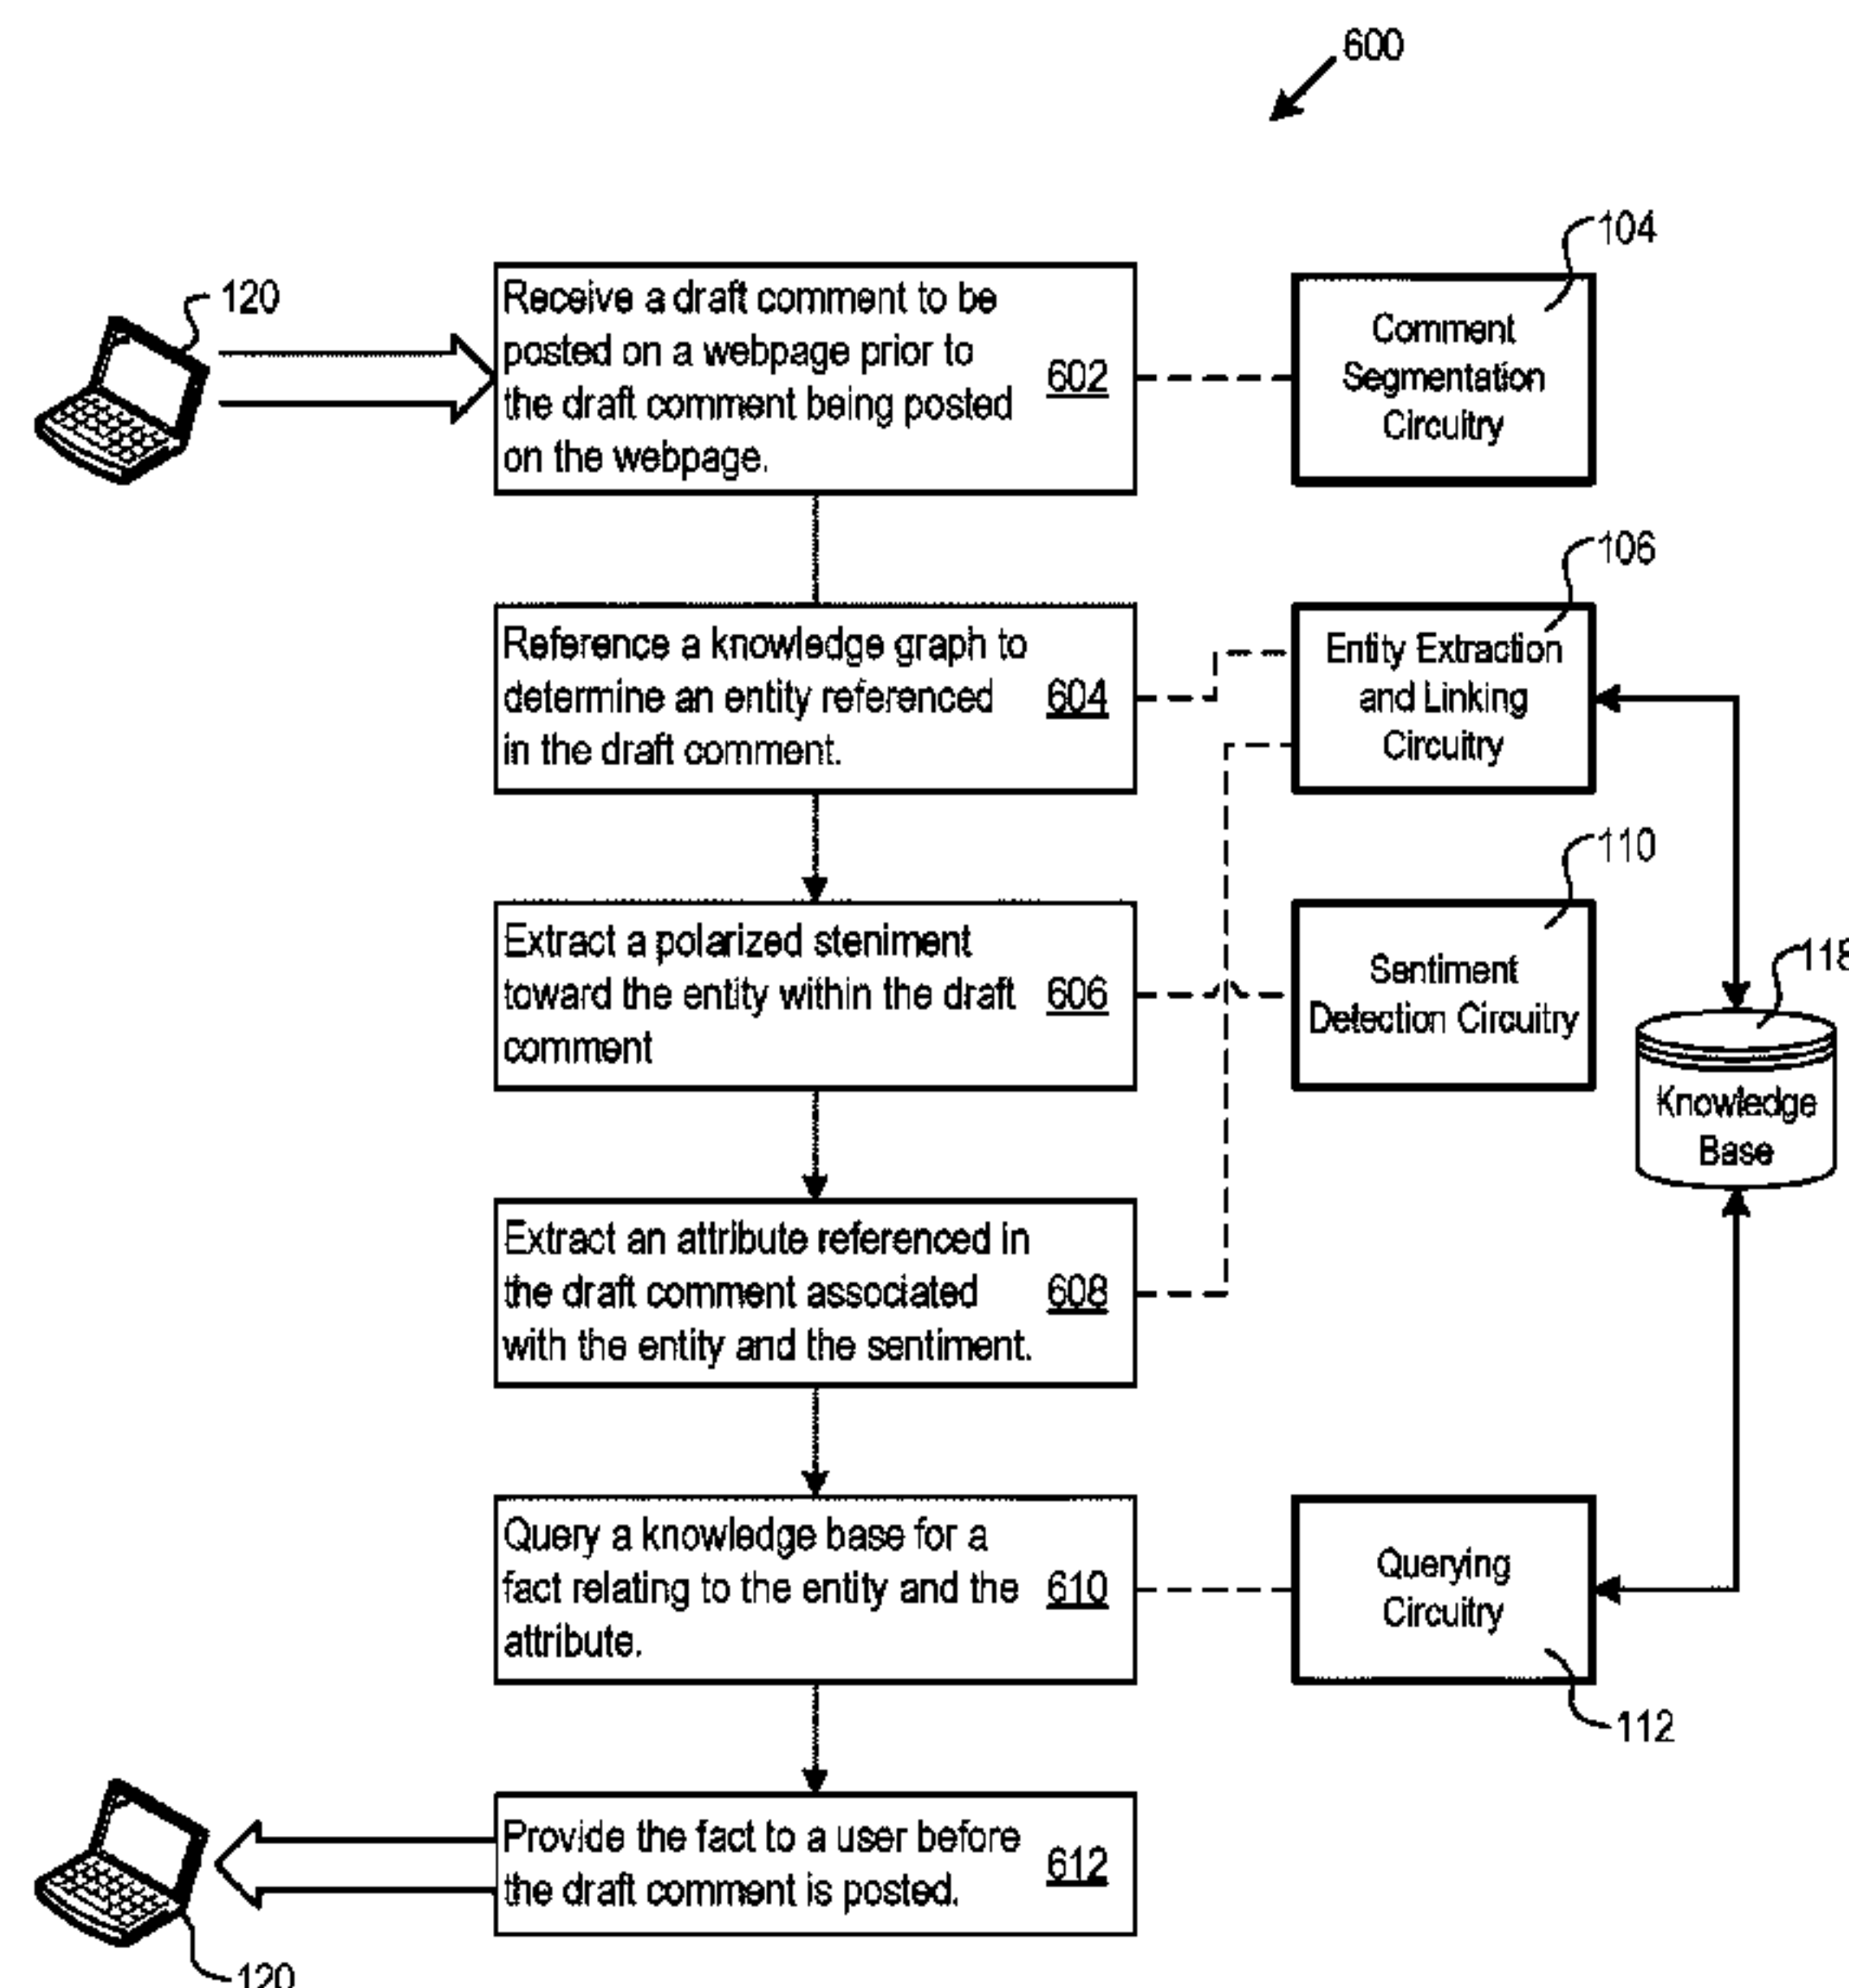 600
120
Receive a draft comment to be
posted on a webpage prior to
the draft comment being posted
on the webpage.
602
104
Comment
Segmentation
Circuitry
Reference a knowledge graph to
determine an entity referenced
in the draft comment.
604
106
Entity Extraction
and Linking
Circuitry
Extract a polarized steniment
toward the entity within the draft
comment
606
110
Sentiment
Detection Circuitry
118
Knowledge
Base
Extract an attribute referenced in
the draft comment associated
with the entity and the sentiment.
608
Query a knowledge base for a
fact relating to the entity and the
attribute.
610
Querying
Circuitry
112
Provide the fact to a user before
the draft comment is posted.
612
120